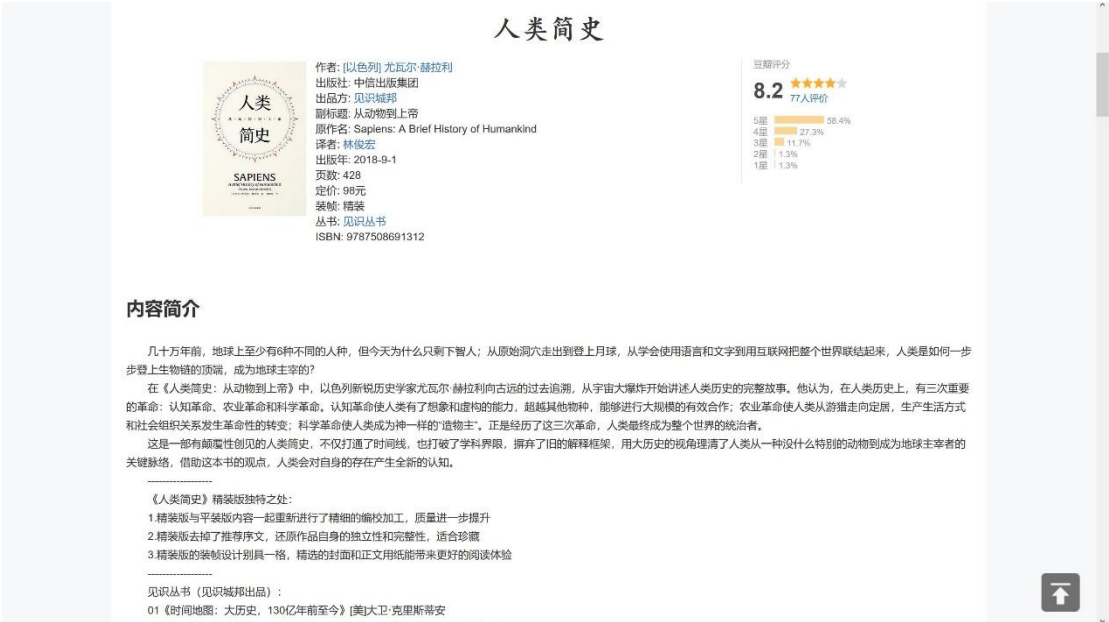 人类简史
人类
简史
SAPIENS
作者: [以色列] 尤瓦尔·赫拉利
出版社: 中信出版集团
出品方: 见识城邦
副标题: 从动物到上帝
原作名: Sapiens: A Brief History of Humankind
译者: 林俊宏
出版年: 2018-9-1
页数: 428
定价: 98元
装帧: 精装
丛书: 见识丛书
ISBN: 9787508691312
豆瓣评分
8.2
77人评价
5星 58.4%
4星 27.3%
3星 11.7%
2星 1.3%
1星 1.3%
内容简介
几十万年前，地球上至少有6种不同的人种，但今天为什么只剩下智人；从原始洞穴走出到登上月球，从学会使用语言和文字到用互联网把整个世界联结起来，人类是如何一步
步登上生物链的顶端，成为地球主宰的?
在《人类简史：从动物到上帝》中，以色列新锐历史学家尤瓦尔·赫拉利向古远的过去追溯，从宇宙大爆炸开始讲述人类历史的完整故事。他认为，在人类历史上，有三次重要
的革命：认知革命、农业革命和科学革命。认知革命使人类有了想象和虚构的能力，超越其他物种，能够进行大规模的有效合作；农业革命使人类从游猎走向定居，生产生活方式
和社会组织关系发生革命性的转变；科学革命使人类成为神一样的“造物主”。正是经历了这三次革命，人类最终成为整个世界的统治者。
这是一部有颠覆性创见的人类简史，不仅打通了时间线，也打破了学科界限，摒弃了旧的解释框架，用大历史的视角理清了人类从一种没什么特别的动物到成为地球主宰者的
关键脉络，借助这本书的观点，人类会对自身的存在产生全新的认知。
------------------
《人类简史》精装版独特之处：
1.精装版与平装版内容一起重新进行了精细的编校加工，质量进一步提升
2.精装版去掉了推荐序文，还原作品自身的独立性和完整性，适合珍藏
3.精装版的装帧设计别具一格，精选的封面和正文用纸能带来更好的阅读体验
------------------
见识丛书（见识城邦出品）：
01《时间地图：大历史，130亿年前至今》[美]大卫·克里斯蒂安